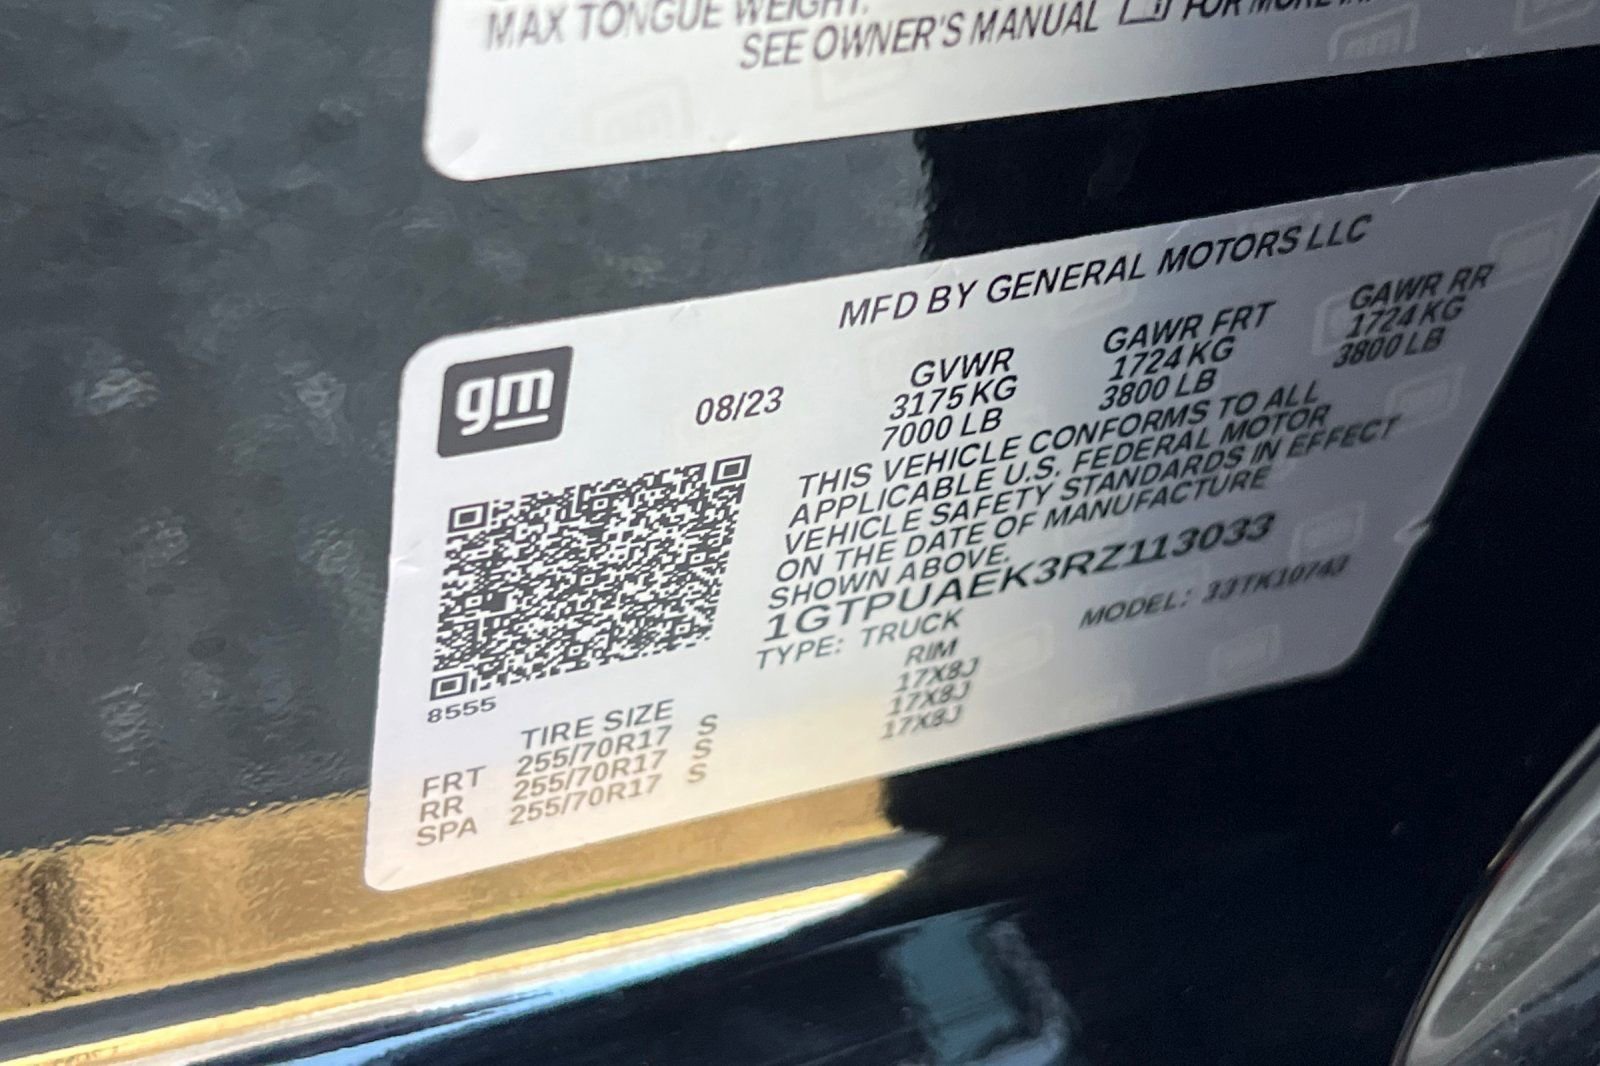 MAX TONGUE WEIGHT:
SEE OWNER'S MANUAL FOR MORE
MFD BY GENERAL MOTORS LLC
gm
08/23
GVWR GAWR FRT GAWR RR
3175 KG 1724 KG 1724 KG
7000 LB 3800 LB 3800 LB
THIS VEHICLE CONFORMS TO ALL
APPLICABLE U.S. FEDERAL MOTOR
VEHICLE SAFETY STANDARDS IN EFFECT
ON THE DATE OF MANUFACTURE
SHOWN ABOVE.
1GTPUAEK3RZ113033
TYPE: TRUCK MODEL: 33TK10743
8555
TIRE SIZE RIM
FRT 255/70R17 S 17X8J
RR 255/70R17 S 17X8J
SPA 255/70R17 S 17X8J